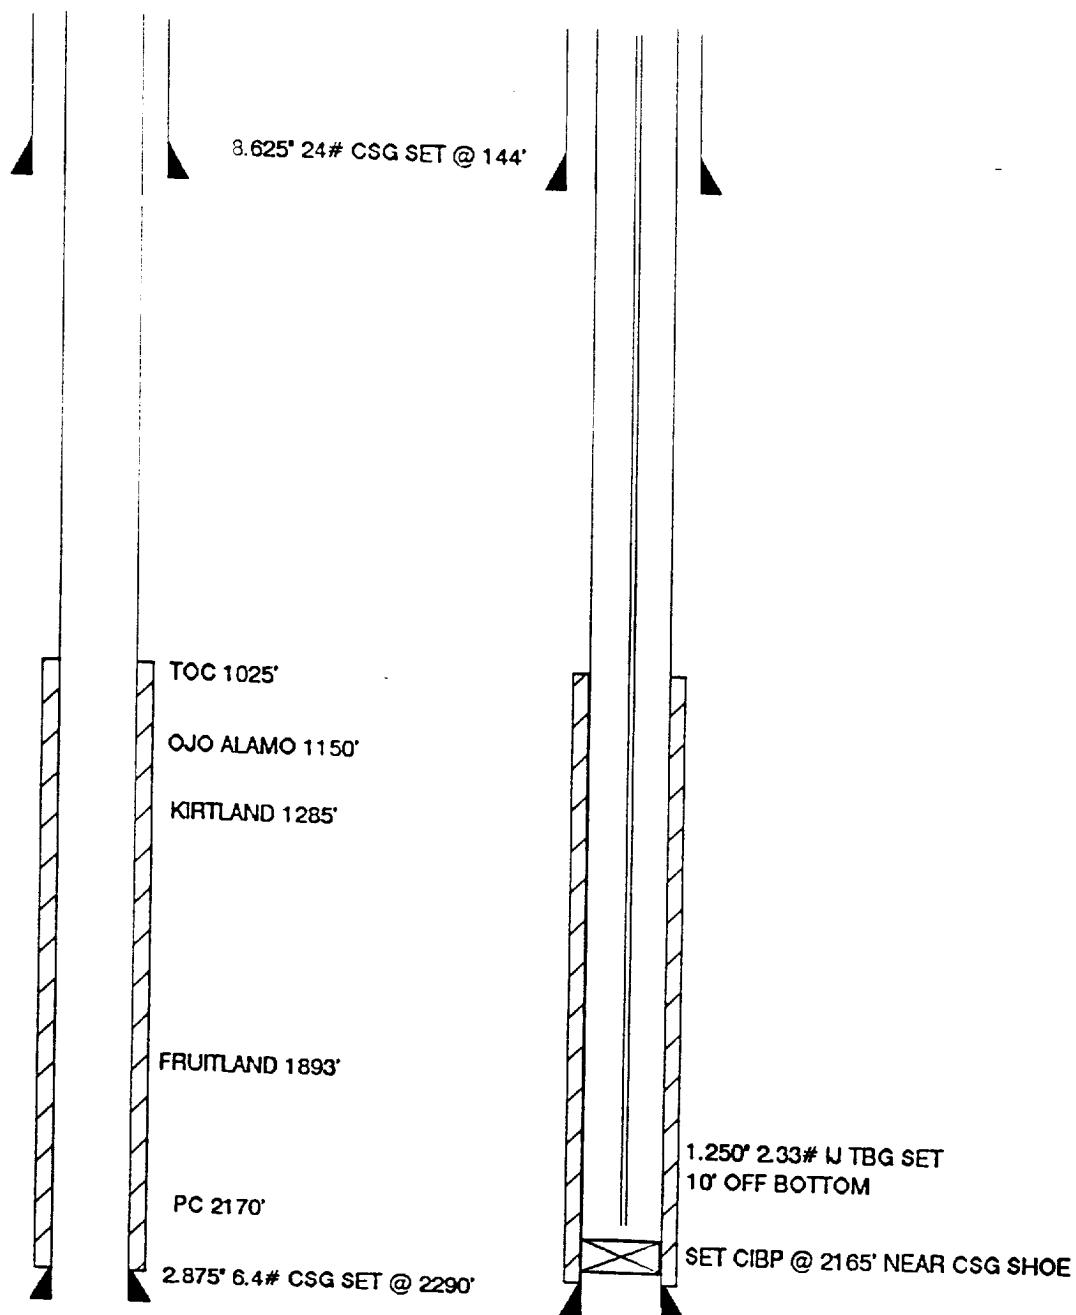 8.625" 24# CSG SET @ 144'
TOC 1025'
OJO ALAMO 1150'
KIRTLAND 1285'
FRUITLAND 1893'
1.250" 2.33# IJ TBG SET
10' OFF BOTTOM
PC 2170'
SET CIBP @ 2165' NEAR CSG SHOE
2.875" 6.4# CSG SET @ 2290'